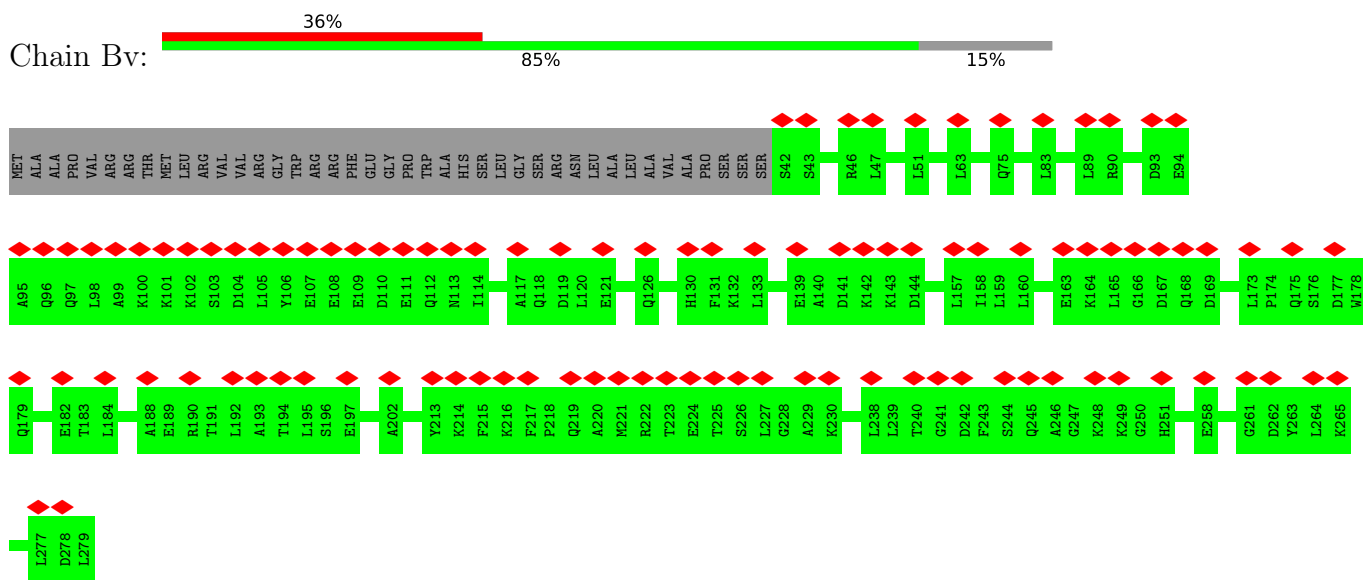 36%
Chain Bv:
85% 15%
MET ALA ALA PRO VAL ARG ARG THR MET LEU ARG VAL VAL ARG GLY TRP ARG ARG PHE GLU GLY PRO TRP ALA HIS SER LEU GLY SER ARG ASN LEU ALA LEU ALA VAL ALA PRO SER SER SER S42 S43 R46 L47 L51 L63 Q75 L83 L89 R90 D93 E94
A95 Q96 Q97 L98 A99 K100 K101 K102 S103 D104 L105 Y106 E107 E108 E109 D110 E111 Q112 N113 I114 A117 Q118 D119 L120 E121 Q126 H130 F131 K132 L133 E139 A140 D141 K142 K143 D144 L157 I158 L159 L160 E163 K164 L165 G166 D167 Q168 D169 L173 P174 Q175 S176 D177 W178
Q179 E182 T183 L184 A188 E189 R190 T191 L192 A193 T194 L195 S196 E197 A202 Y213 K214 F215 K216 F217 P218 Q219 A220 M221 R222 T223 E224 T225 S226 L227 G228 A229 K230 L238 L239 T240 G241 D242 F243 S244 Q245 A246 G247 K248 K249 G250 H251 E258 G261 D262 Y263 L264 K265
L277 D278 L279